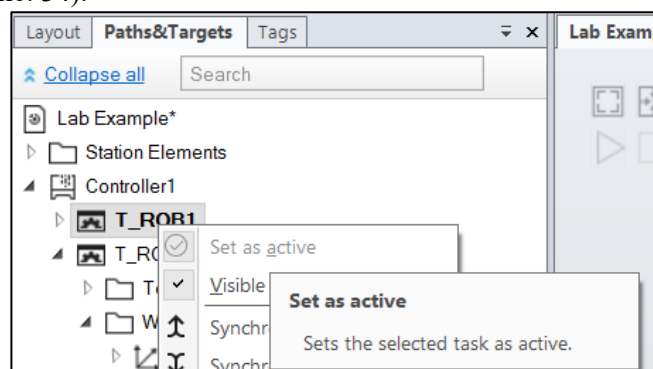 Layout Paths&Targets Tags
Lab Exam
Collapse all Search
Lab Example*
Station Elements
Controller1
T_ROB1
Set as active
Visible
Set as active
Sets the selected task as active.